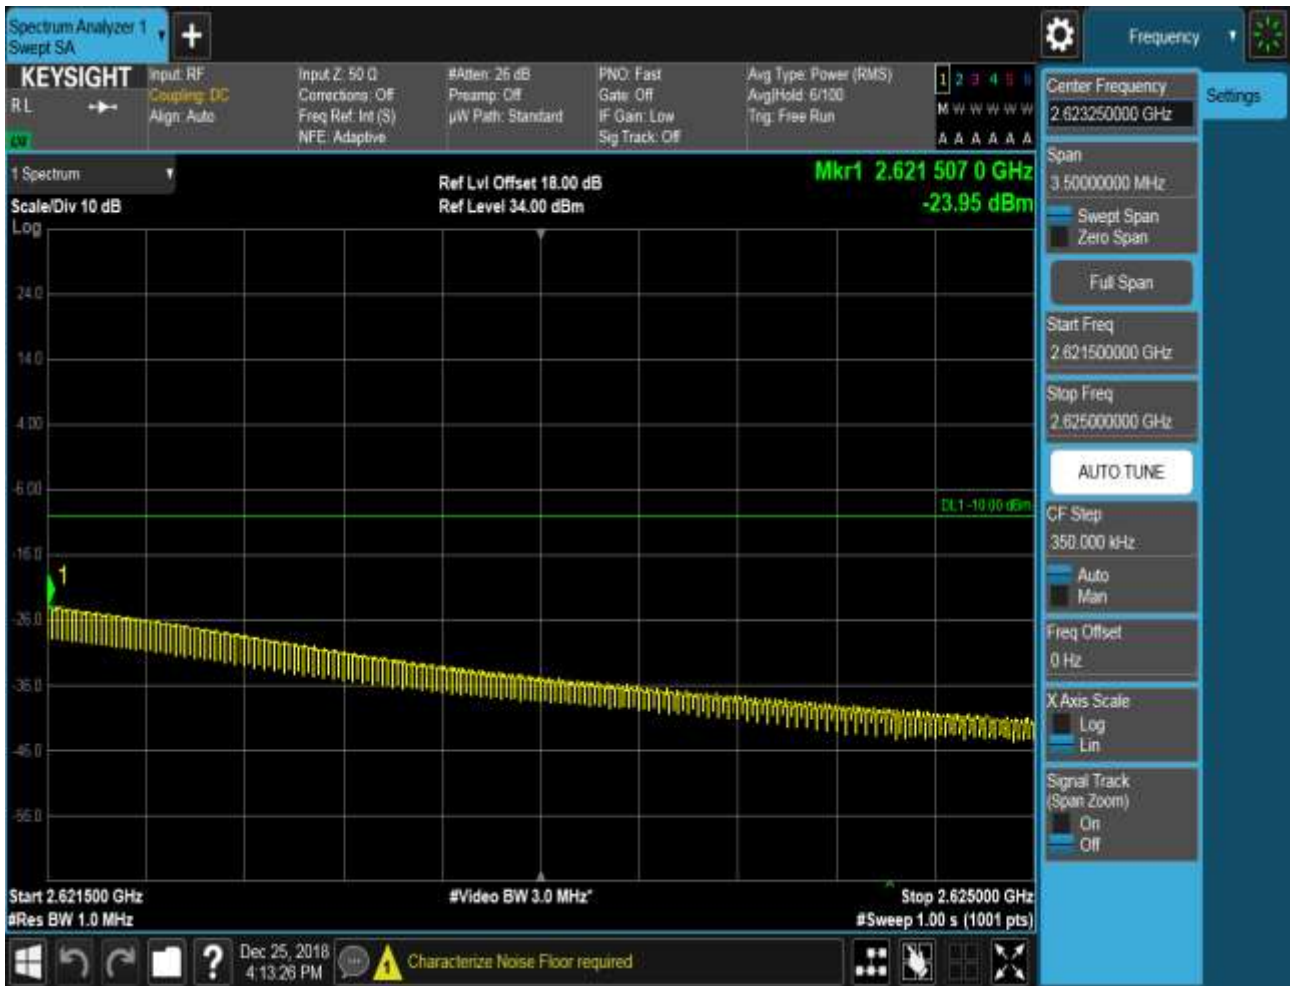 Spectrum Analyzer 1
Swept SA
Frequency
KEYSIGHT
R L
Input: RF
Coupling: DC
Align: Auto
Input Z: 50 Ω
Corrections: Off
Freq Ref: Int (S)
NFE: Adaptive
#Atten: 26 dB
Preamp: Off
µW Path: Standard
PNO: Fast
Gate: Off
IF Gain: Low
Sig Track: Off
Avg Type: Power (RMS)
Avg|Hold: 6/100
Trig: Free Run
1 2 3 4 5 6
M W W W W W
A A A A A A
1 Spectrum
Scale/Div 10 dB
Ref Lvl Offset 18.00 dB
Ref Level 34.00 dBm
Mkr1 2.621 507 0 GHz
-23.95 dBm
Log
24.0
14.0
4.00
-6.00
-16.0
-26.0
-36.0
-46.0
-56.0
DL1 -10.00 dBm
1
Start 2.621500 GHz
#Res BW 1.0 MHz
#Video BW 3.0 MHz*
Stop 2.625000 GHz
#Sweep 1.00 s (1001 pts)
Center Frequency
2.623250000 GHz
Settings
Span
3.50000000 MHz
Swept Span
Zero Span
Full Span
Start Freq
2.621500000 GHz
Stop Freq
2.625000000 GHz
AUTO TUNE
CF Step
350.000 kHz
Auto
Man
Freq Offset
0 Hz
X Axis Scale
Log
Lin
Signal Track
(Span Zoom)
On
Off
?
Dec 25, 2018
4:13:26 PM
1
Characterize Noise Floor required